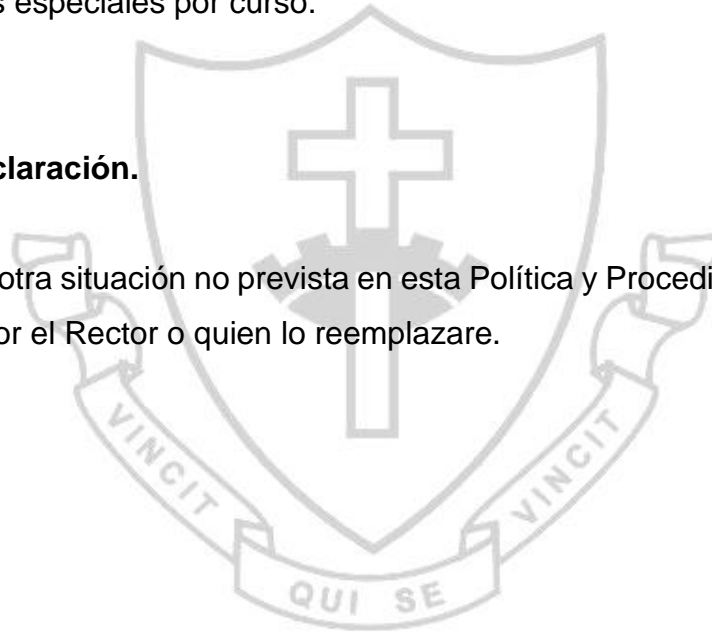 s especiales por curso.
claración.
otra situación no prevista en esta Política y Procedi
or el Rector o quien lo reemplazare.
VINCIT QUI SE VINCIT